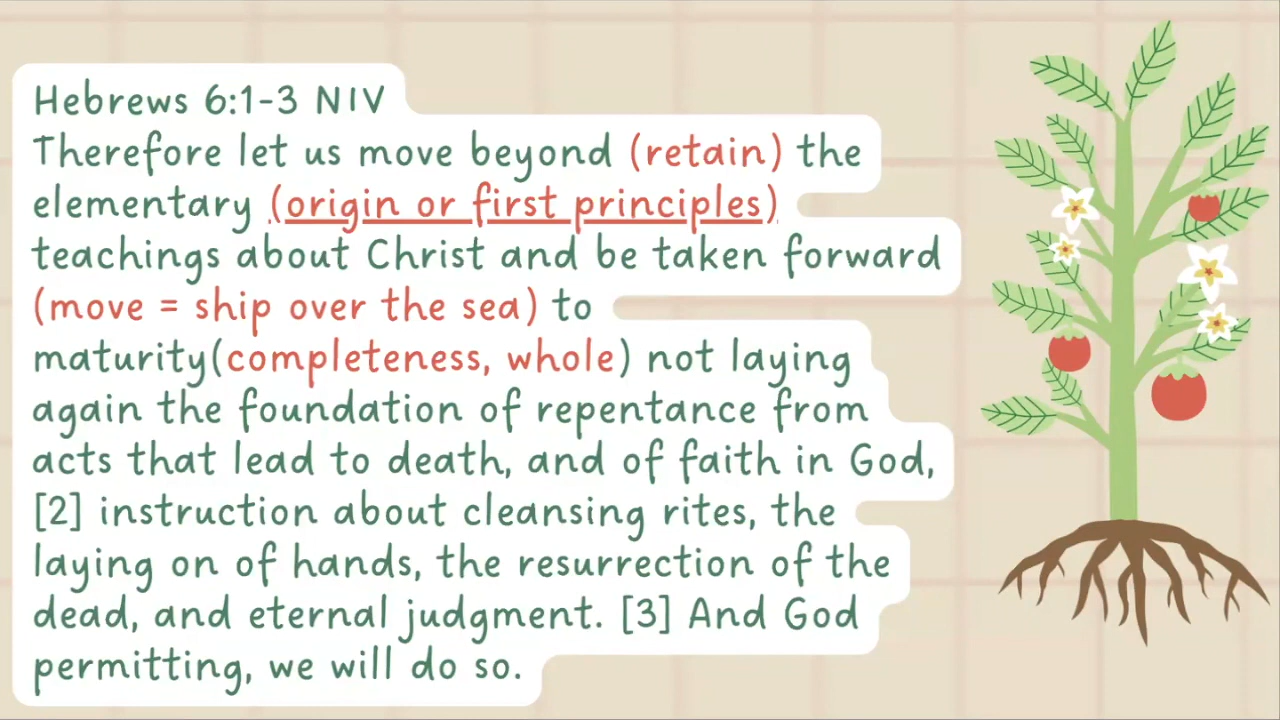 Hebrews 6:1-3 NIV
Therefore let us move beyond (retain) the
elementary (origin or first principles)
teachings about Christ and be taken forward
(move = ship over the sea) to
maturity(completeness, whole) not laying
again the foundation of repentance from
acts that lead to death, and of faith in God,
[2] instruction about cleansing rites, the
laying on of hands, the resurrection of the
dead, and eternal judgment. [3] And God
permitting, we will do so.